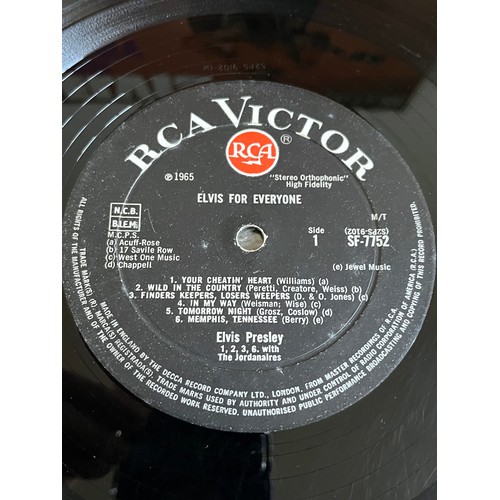 RCA VICTOR
RCA
®
℗ 1965
"Stereo Orthophonic"
High Fidelity
ELVIS FOR EVERYONE
N.C.B.
B.I.E.M.
M.C.P.S.
(a) Acuff-Rose
(b) 17 Savile Row
(c) West One Music
(d) Chappell
Side
1
M/T
(S2PS-9102)
SF-7752
(e) Jewel Music
1. YOUR CHEATIN' HEART (Williams) (a)
2. WILD IN THE COUNTRY (Peretti, Creatore, Weiss) (b)
3. FINDERS KEEPERS, LOSERS WEEPERS (D. & O. Jones) (c)
4. IN MY WAY (Weisman; Wise) (c)
5. TOMORROW NIGHT (Grosz, Coslow) (d)
6. MEMPHIS, TENNESSEE (Berry) (e)
Elvis Presley
1, 2, 3, 6. with
The Jordanaires
TRADE MARK(S) (R) MARCA(S) REGISTRADA(S) TRADE MARKS USED BY AUTHORITY AND UNDER CONTROL OF RADIO CORPORATION OF AMERICA (R.C.A.)
MADE IN ENGLAND BY THE DECCA RECORD COMPANY LTD., LONDON, FROM MASTER RECORDINGS OF R.C.A.
ALL RIGHTS OF THE MANUFACTURER AND OF THE OWNER OF THE RECORDED WORK RESERVED. UNAUTHORISED PUBLIC PERFORMANCE BROADCASTING AND COPYING OF THIS RECORD PROHIBITED